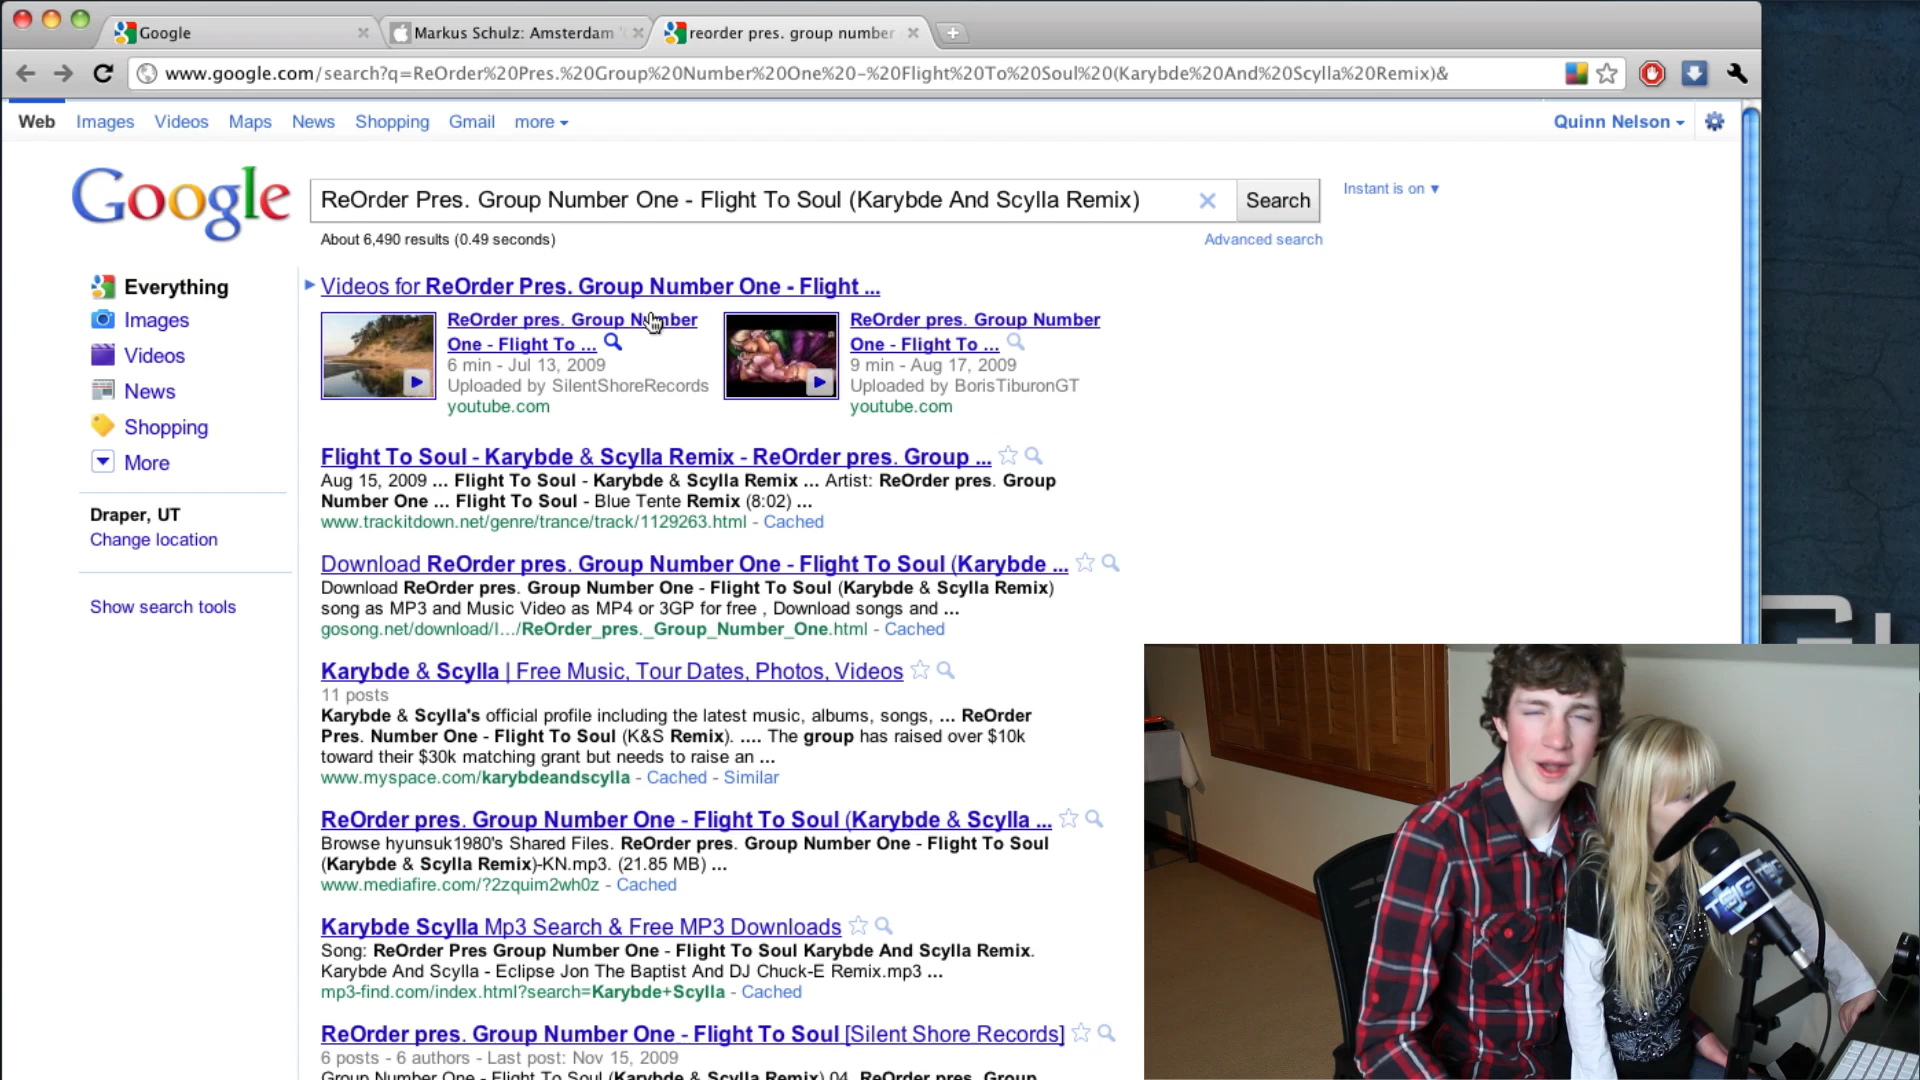 Google
Markus Schulz: Amsterdam
reorder pres. group number
www.google.com/search?q=ReOrder%20Pres.%20Group%20Number%20One%20-%20Flight%20To%20Soul%20(Karybde%20And%20Scylla%20Remix)&
Web Images Videos Maps News Shopping Gmail more
Quinn Nelson
Google
ReOrder Pres. Group Number One - Flight To Soul (Karybde And Scylla Remix)
Search
Instant is on ▼
About 6,490 results (0.49 seconds)
Advanced search
Everything
Images
Videos
News
Shopping
More
Draper, UT
Change location
Show search tools
Videos for ReOrder Pres. Group Number One - Flight ...
ReOrder pres. Group Number
One - Flight To ...
6 min - Jul 13, 2009
Uploaded by SilentShoreRecords
youtube.com
ReOrder pres. Group Number
One - Flight To ...
9 min - Aug 17, 2009
Uploaded by BorisTiburonGT
youtube.com
Flight To Soul - Karybde & Scylla Remix - ReOrder pres. Group ...
Aug 15, 2009 ... Flight To Soul - Karybde & Scylla Remix ... Artist: ReOrder pres. Group
Number One ... Flight To Soul - Blue Tente Remix (8:02) ...
www.trackitdown.net/genre/trance/track/1129263.html - Cached
Download ReOrder pres. Group Number One - Flight To Soul (Karybde ...
Download ReOrder pres. Group Number One - Flight To Soul (Karybde & Scylla Remix)
song as MP3 and Music Video as MP4 or 3GP for free , Download songs and ...
gosong.net/download/l.../ReOrder_pres._Group_Number_One.html - Cached
Karybde & Scylla | Free Music, Tour Dates, Photos, Videos
11 posts
Karybde & Scylla's official profile including the latest music, albums, songs, ... ReOrder
Pres. Number One - Flight To Soul (K&S Remix). .... The group has raised over $10k
toward their $30k matching grant but needs to raise an ...
www.myspace.com/karybdeandscylla - Cached - Similar
ReOrder pres. Group Number One - Flight To Soul (Karybde & Scylla ...
Browse hyunsuk1980's Shared Files. ReOrder pres. Group Number One - Flight To Soul
(Karybde & Scylla Remix)-KN.mp3. (21.85 MB) ...
www.mediafire.com/?2zquim2wh0z - Cached
Karybde Scylla Mp3 Search & Free MP3 Downloads
Song: ReOrder Pres Group Number One - Flight To Soul Karybde And Scylla Remix.
Karybde And Scylla - Eclipse Jon The Baptist And DJ Chuck-E Remix.mp3 ...
mp3-find.com/index.html?search=Karybde+Scylla - Cached
ReOrder pres. Group Number One - Flight To Soul [Silent Shore Records]
6 posts - 6 authors - Last post: Nov 15, 2009
Group Number One - Flight To Soul (Karybde & Scylla Remix) 04. ReOrder pres. Group